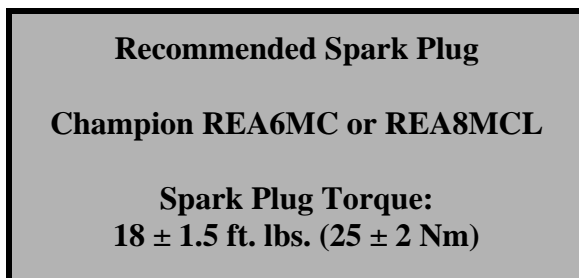 Recommended Spark Plug
Champion REA6MC or REA8MCL
Spark Plug Torque:
18 ± 1.5 ft. lbs. (25 ± 2 Nm)